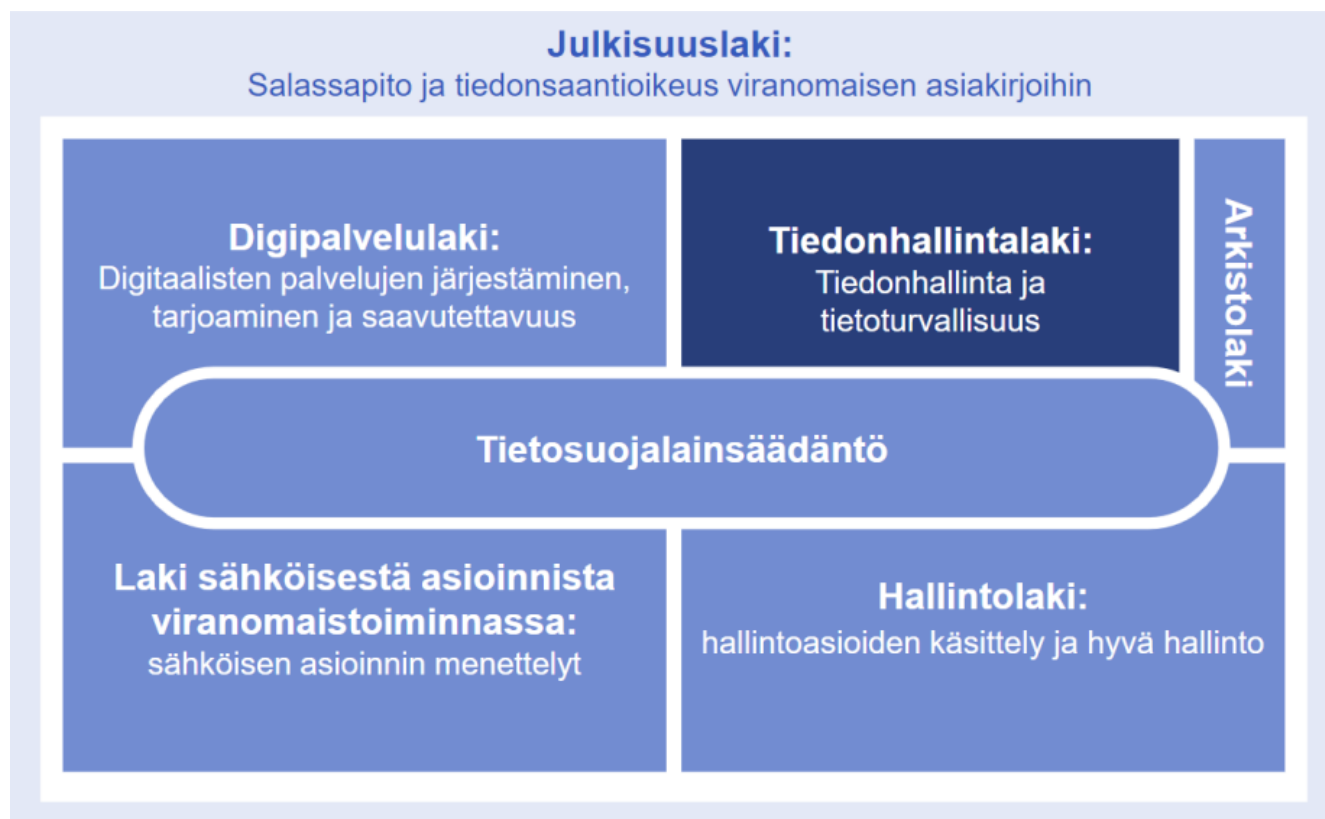 Julkisuuslaki:
Salassapito ja tiedonsaantioikeus viranomaisen asiakirjoihin
Digipalvelulaki:
Digitaalisten palvelujen järjestäminen,
tarjoaminen ja saavutettavuus
Tiedonhallintalaki:
Tiedonhallinta ja
tietoturvallisuus
Arkistolaki
Tietosuojalainsäädäntö
Laki sähköisestä asioinnista
viranomaistoiminnassa:
sähköisen asioinnin menettelyt
Hallintolaki:
hallintoasioiden käsittely ja hyvä hallinto